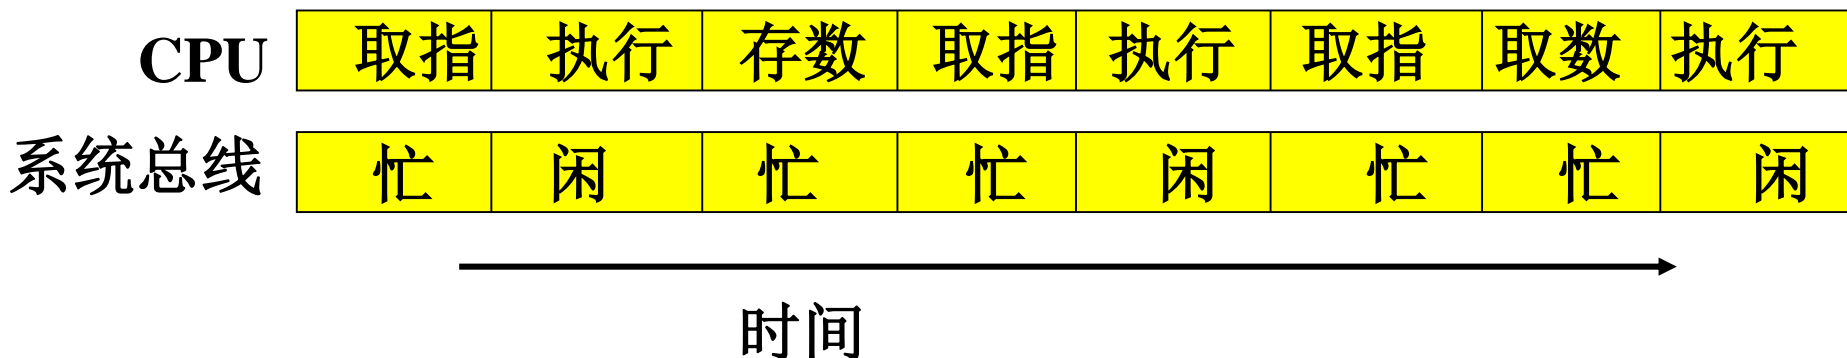 CPU 取指 执行 存数 取指 执行 取指 取数 执行
系统总线 忙 闲 忙 忙 闲 忙 忙 闲
时间